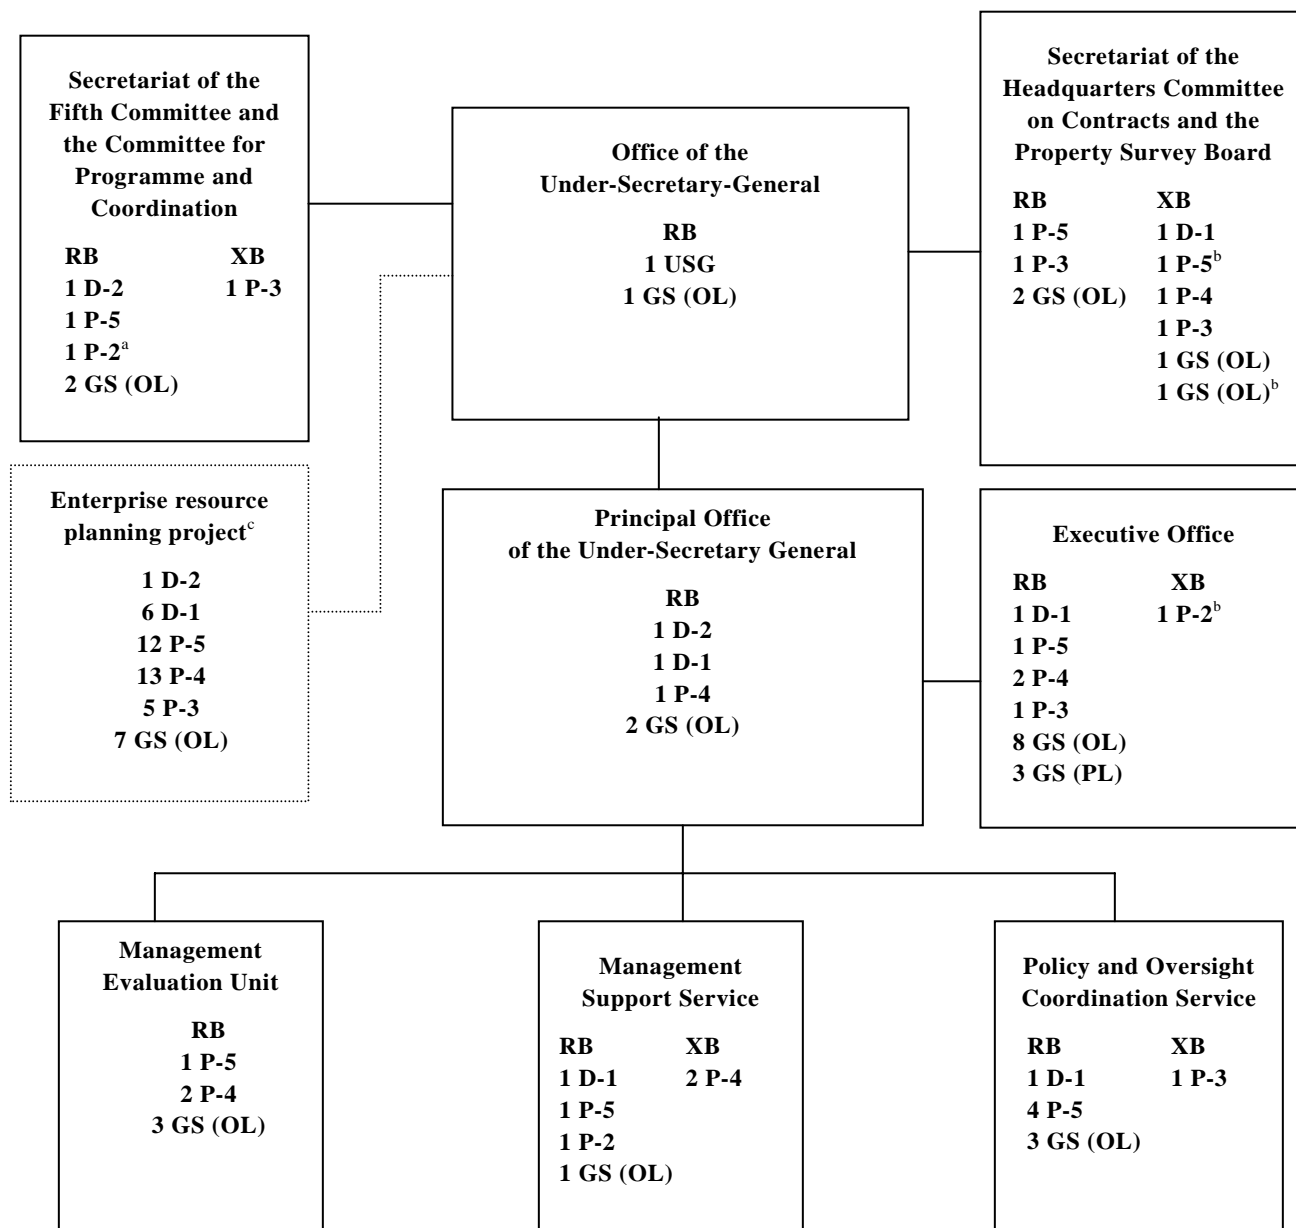 Secretariat of the
Fifth Committee and
the Committee for
Programme and
Coordination
RB XB
1 D-2 1 P-3
1 P-5
1 P-2a
2 GS (OL)
Office of the
Under-Secretary-General
RB
1 USG
1 GS (OL)
Secretariat of the
Headquarters Committee
on Contracts and the
Property Survey Board
RB XB
1 P-5 1 D-1
1 P-3 1 P-5b
2 GS (OL) 1 P-4
1 P-3
1 GS (OL)
1 GS (OL)b
Enterprise resource
planning projectc
1 D-2
6 D-1
12 P-5
13 P-4
5 P-3
7 GS (OL)
Principal Office
of the Under-Secretary General
RB
1 D-2
1 D-1
1 P-4
2 GS (OL)
Executive Office
RB XB
1 D-1 1 P-2b
1 P-5
2 P-4
1 P-3
8 GS (OL)
3 GS (PL)
Management
Evaluation Unit
RB
1 P-5
2 P-4
3 GS (OL)
Management
Support Service
RB XB
1 D-1 2 P-4
1 P-5
1 P-2
1 GS (OL)
Policy and Oversight
Coordination Service
RB XB
1 D-1 1 P-3
4 P-5
3 GS (OL)